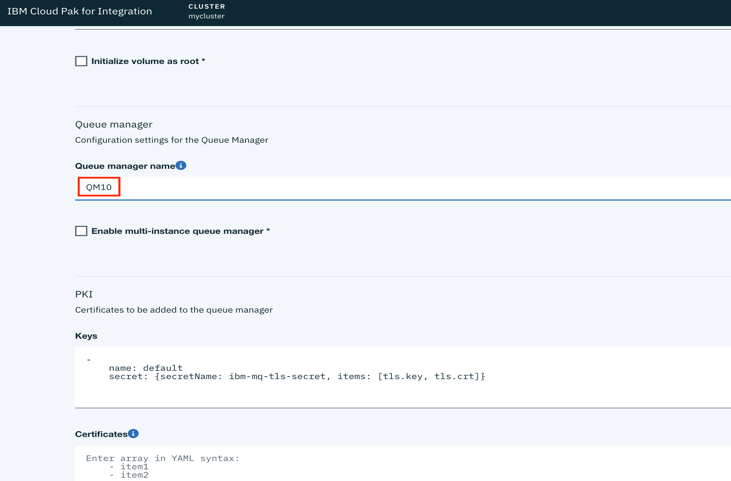 IBM Cloud Pak for Integration
CLUSTER
mycluster
Initialize volume as root *
Queue manager
Configuration settings for the Queue Manager
Queue manager name
QM10
Enable multi-instance queue manager *
PKI
Certificates to be added to the queue manager
Keys
-
name: default
secret: {secretName: ibm-mq-tls-secret, items: [tls.key, tls.crt]}
Certificates
Enter array in YAML syntax:
- item1
- item2